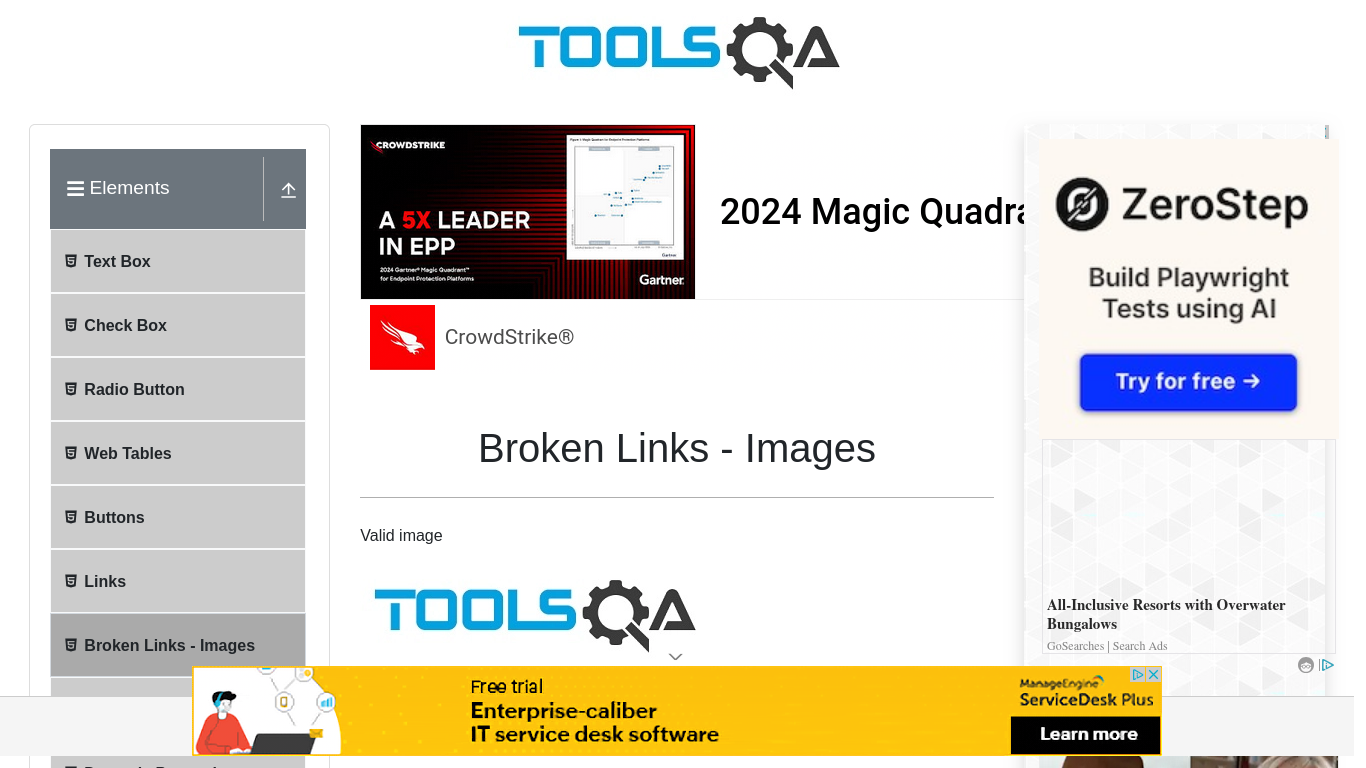 TOOLSQA
Elements
Text Box
Check Box
Radio Button
Web Tables
Buttons
Links
Broken Links - Images
CROWDSTRIKE
A 5X LEADER
IN EPP
2024 Gartner® Magic Quadrant™
for Endpoint Protection Platforms
Gartner
2024 Magic Quadra
CrowdStrike®
Broken Links - Images
Valid image
TOOLSQA
ZeroStep
Build Playwright
Tests using AI
Try for free →
All-Inclusive Resorts with Overwater
Bungalows
GoSearches | Search Ads
Free trial
Enterprise-caliber
IT service desk software
ManageEngine
ServiceDesk Plus
Learn more